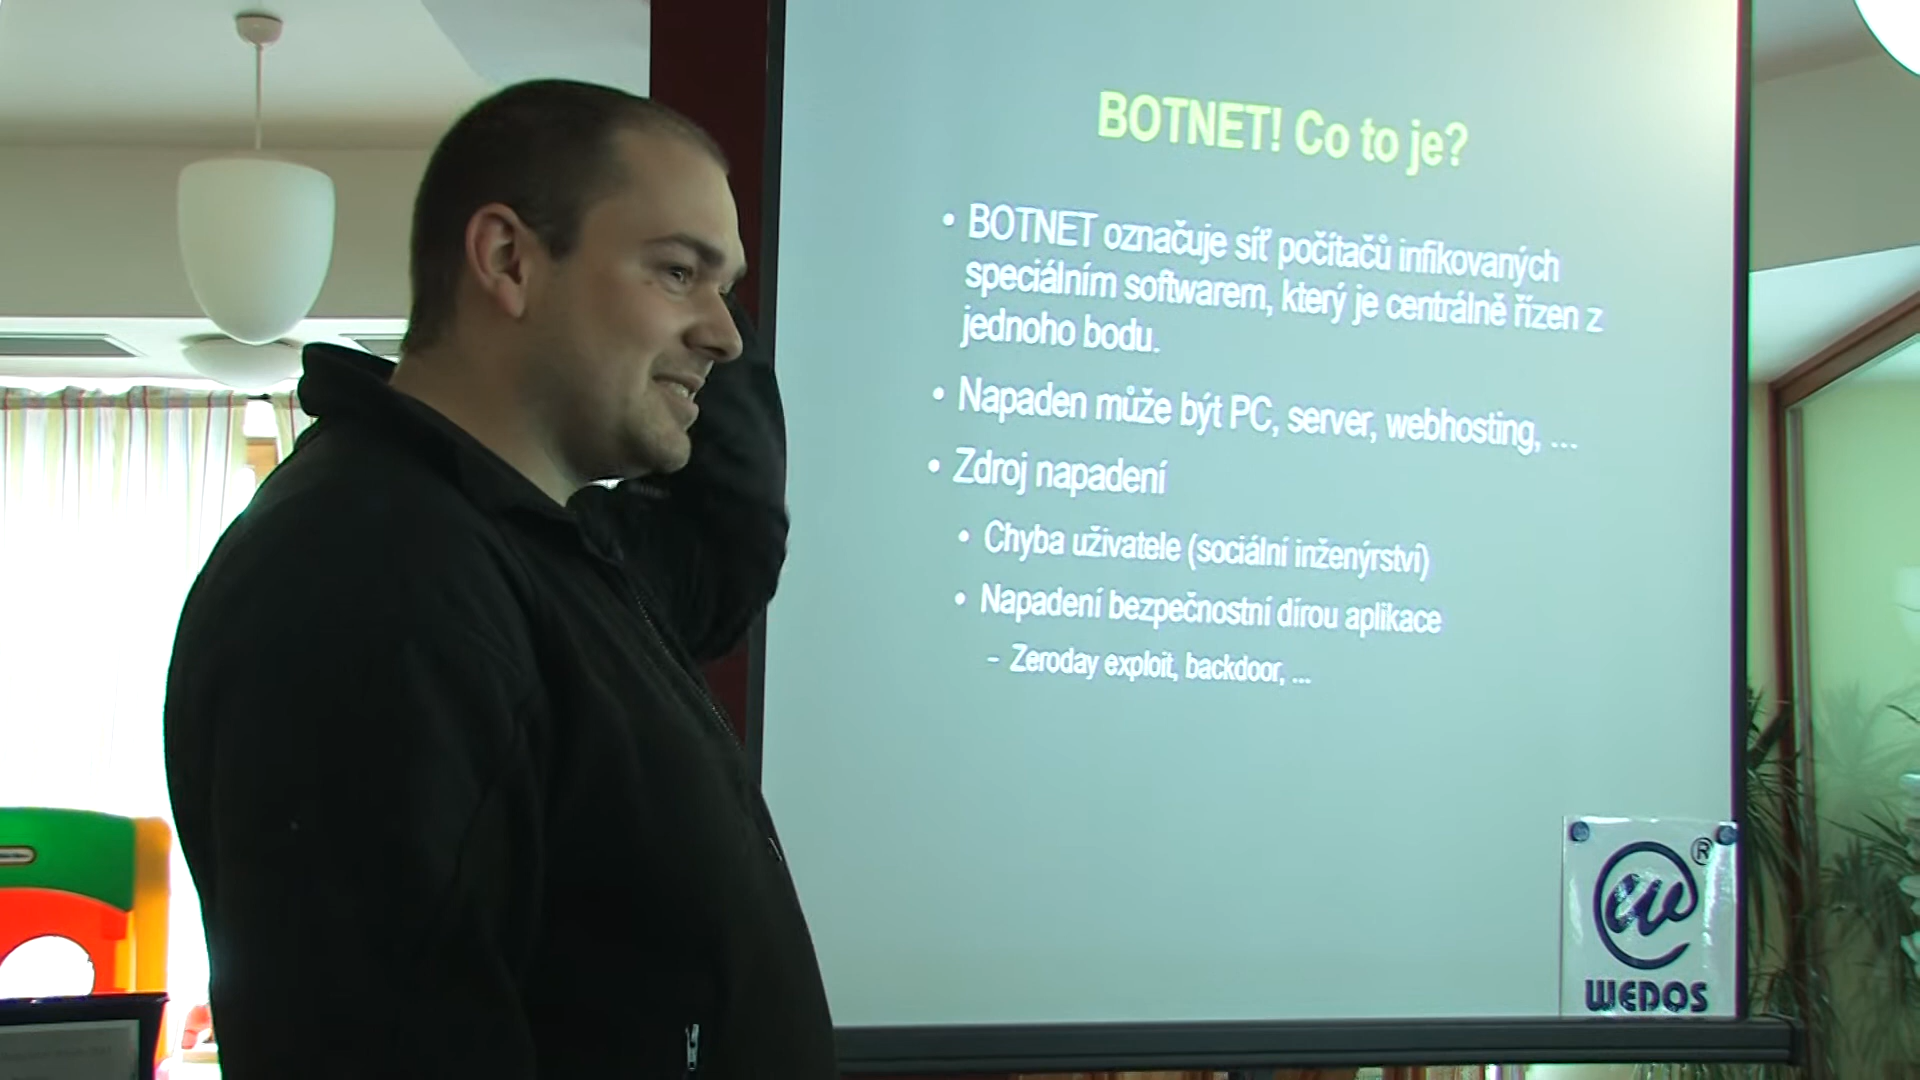 BOTNET! Co to je?
• BOTNET označuje síť počítačů infikovaných
speciálním softwarem, který je centrálně řízen z
jednoho bodu.
• Napaden může být PC, server, webhosting, ...
• Zdroj napadení
• Chyba uživatele (sociální inženýrství)
• Napadení bezpečnostní dírou aplikace
– Zeroday exploit, backdoor, ...
®
WEDOS